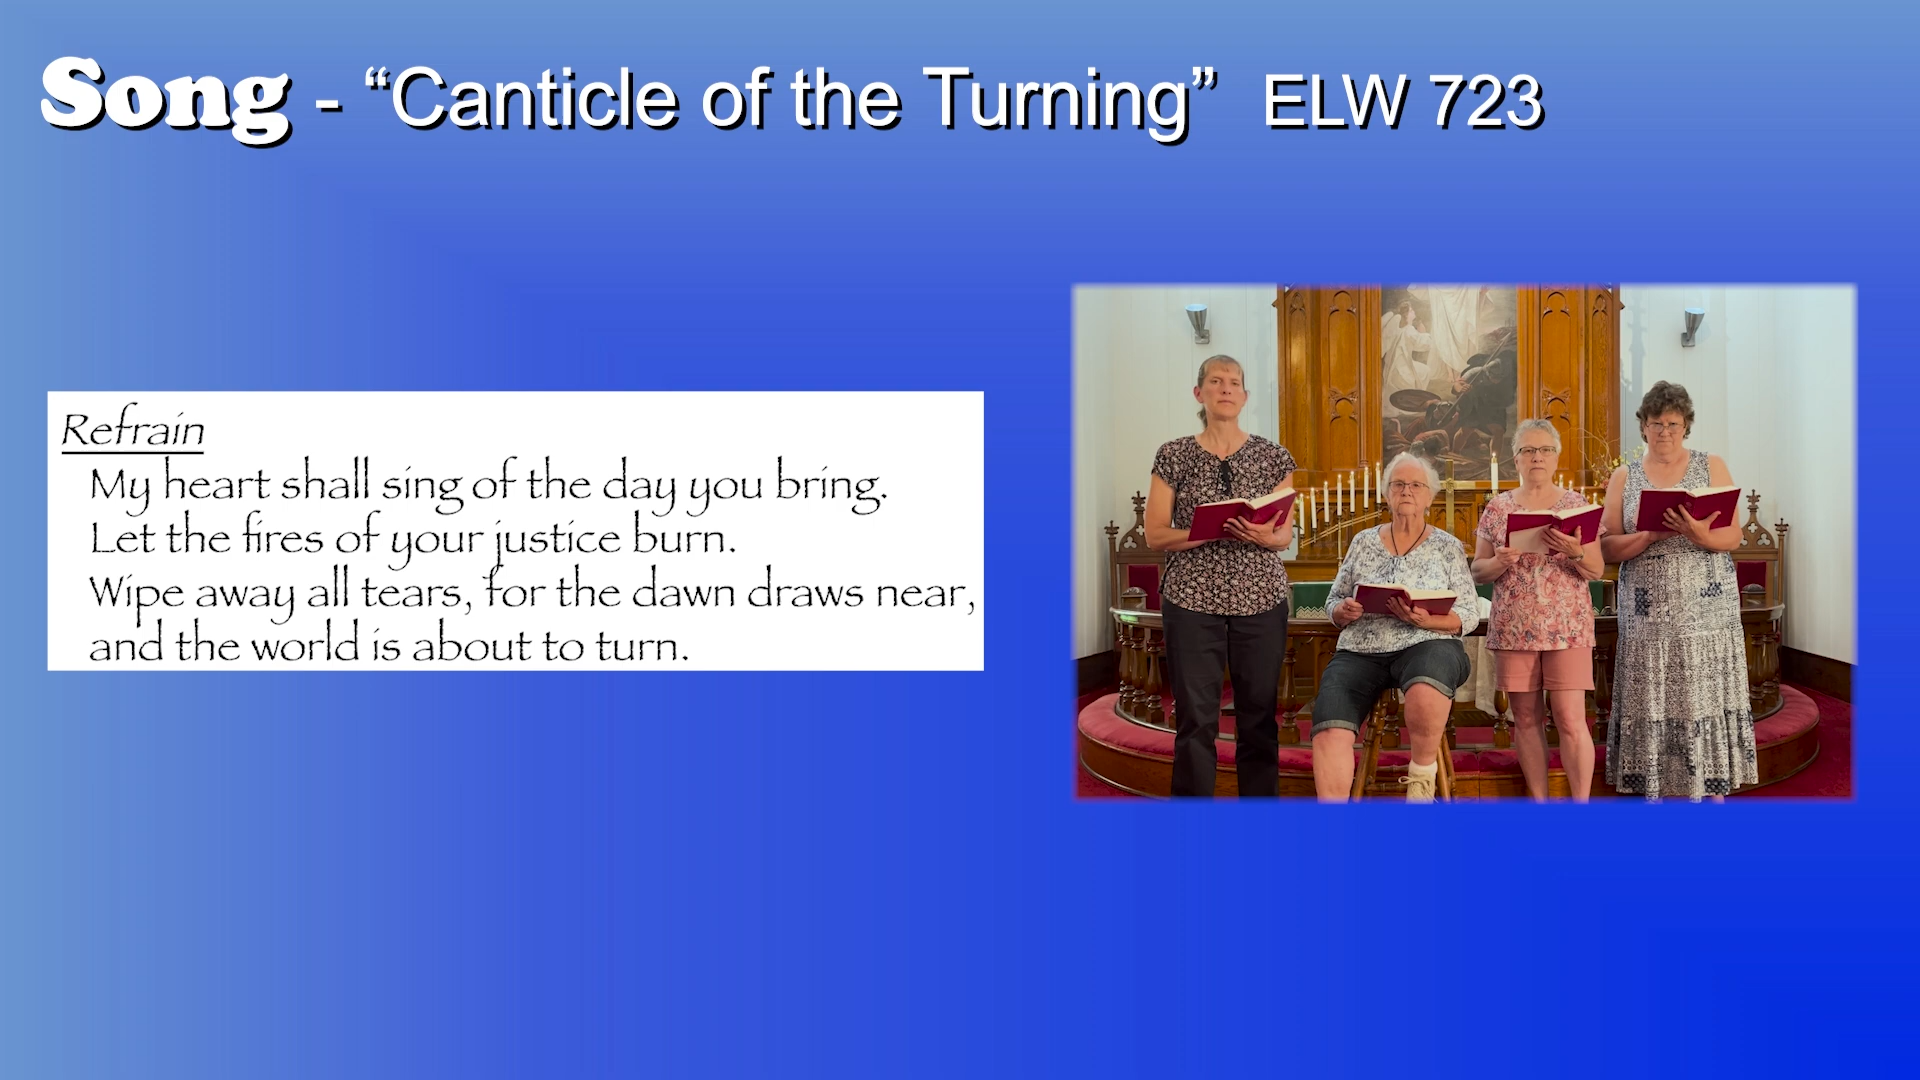 Song - “Canticle of the Turning” ELW 723
Refrain
My heart shall sing of the day you bring.
Let the fires of your justice burn.
Wipe away all tears, for the dawn draws near,
and the world is about to turn.